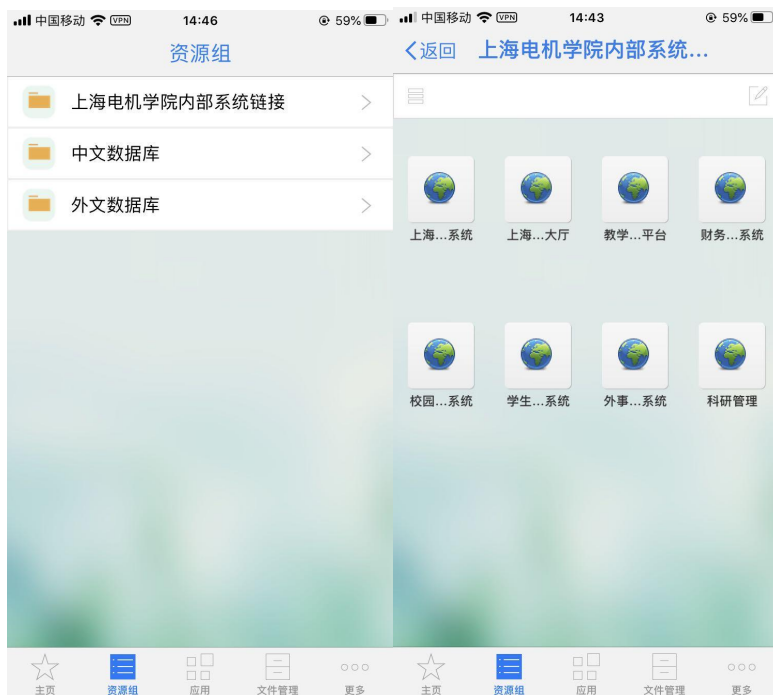 中国移动 VPN 14:46 59%
资源组
上海电机学院内部系统链接
中文数据库
外文数据库
主页 资源组 应用 文件管理 更多
中国移动 VPN 14:43 59%
返回 上海电机学院内部系统...
上海...系统 上海...大厅 教学...平台 财务...系统
校园...系统 学生...系统 外事...系统 科研管理
主页 资源组 应用 文件管理 更多